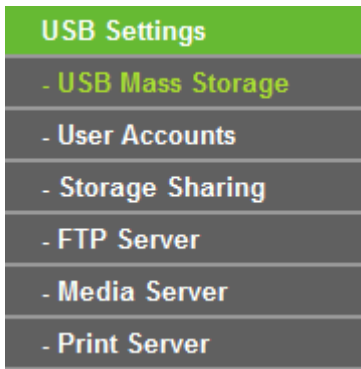 USB Settings
- USB Mass Storage
- User Accounts
- Storage Sharing
- FTP Server
- Media Server
- Print Server